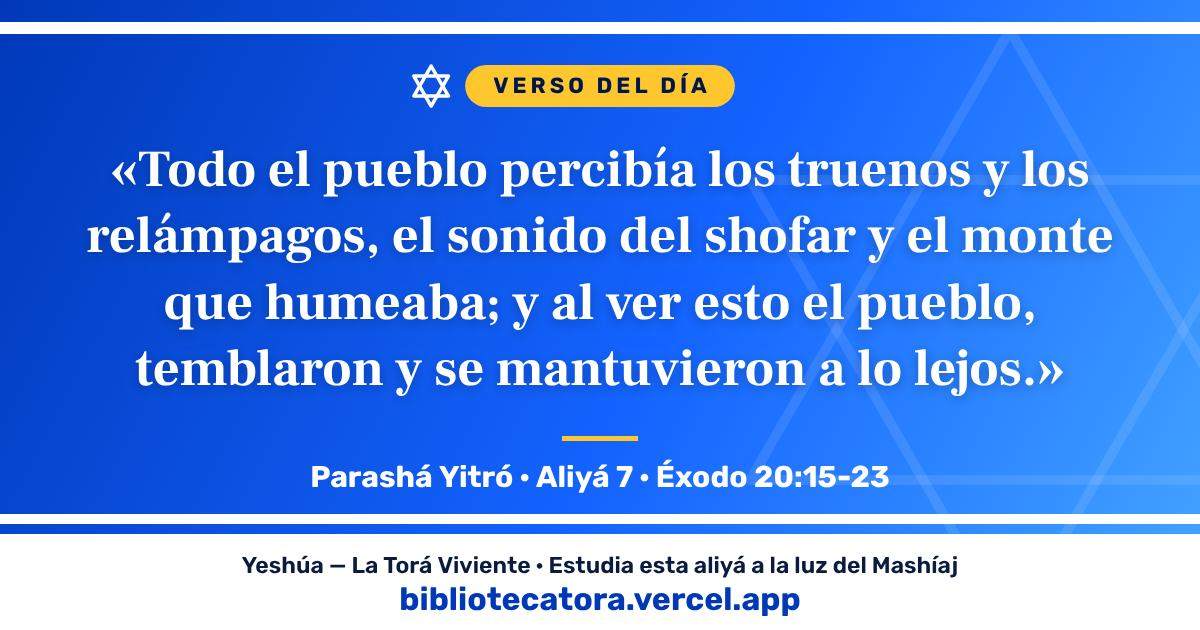 VERSO DEL DÍA
«Todo el pueblo percibía los truenos y los
relámpagos, el sonido del shofar y el monte
que humeaba; y al ver esto el pueblo,
temblaron y se mantuvieron a lo lejos.»
Parashá Yitró • Aliyá 7 • Éxodo 20:15-23
Yeshúa — La Torá Viviente • Estudia esta aliyá a la luz del Mashíaj
bibliotecatora.vercel.app